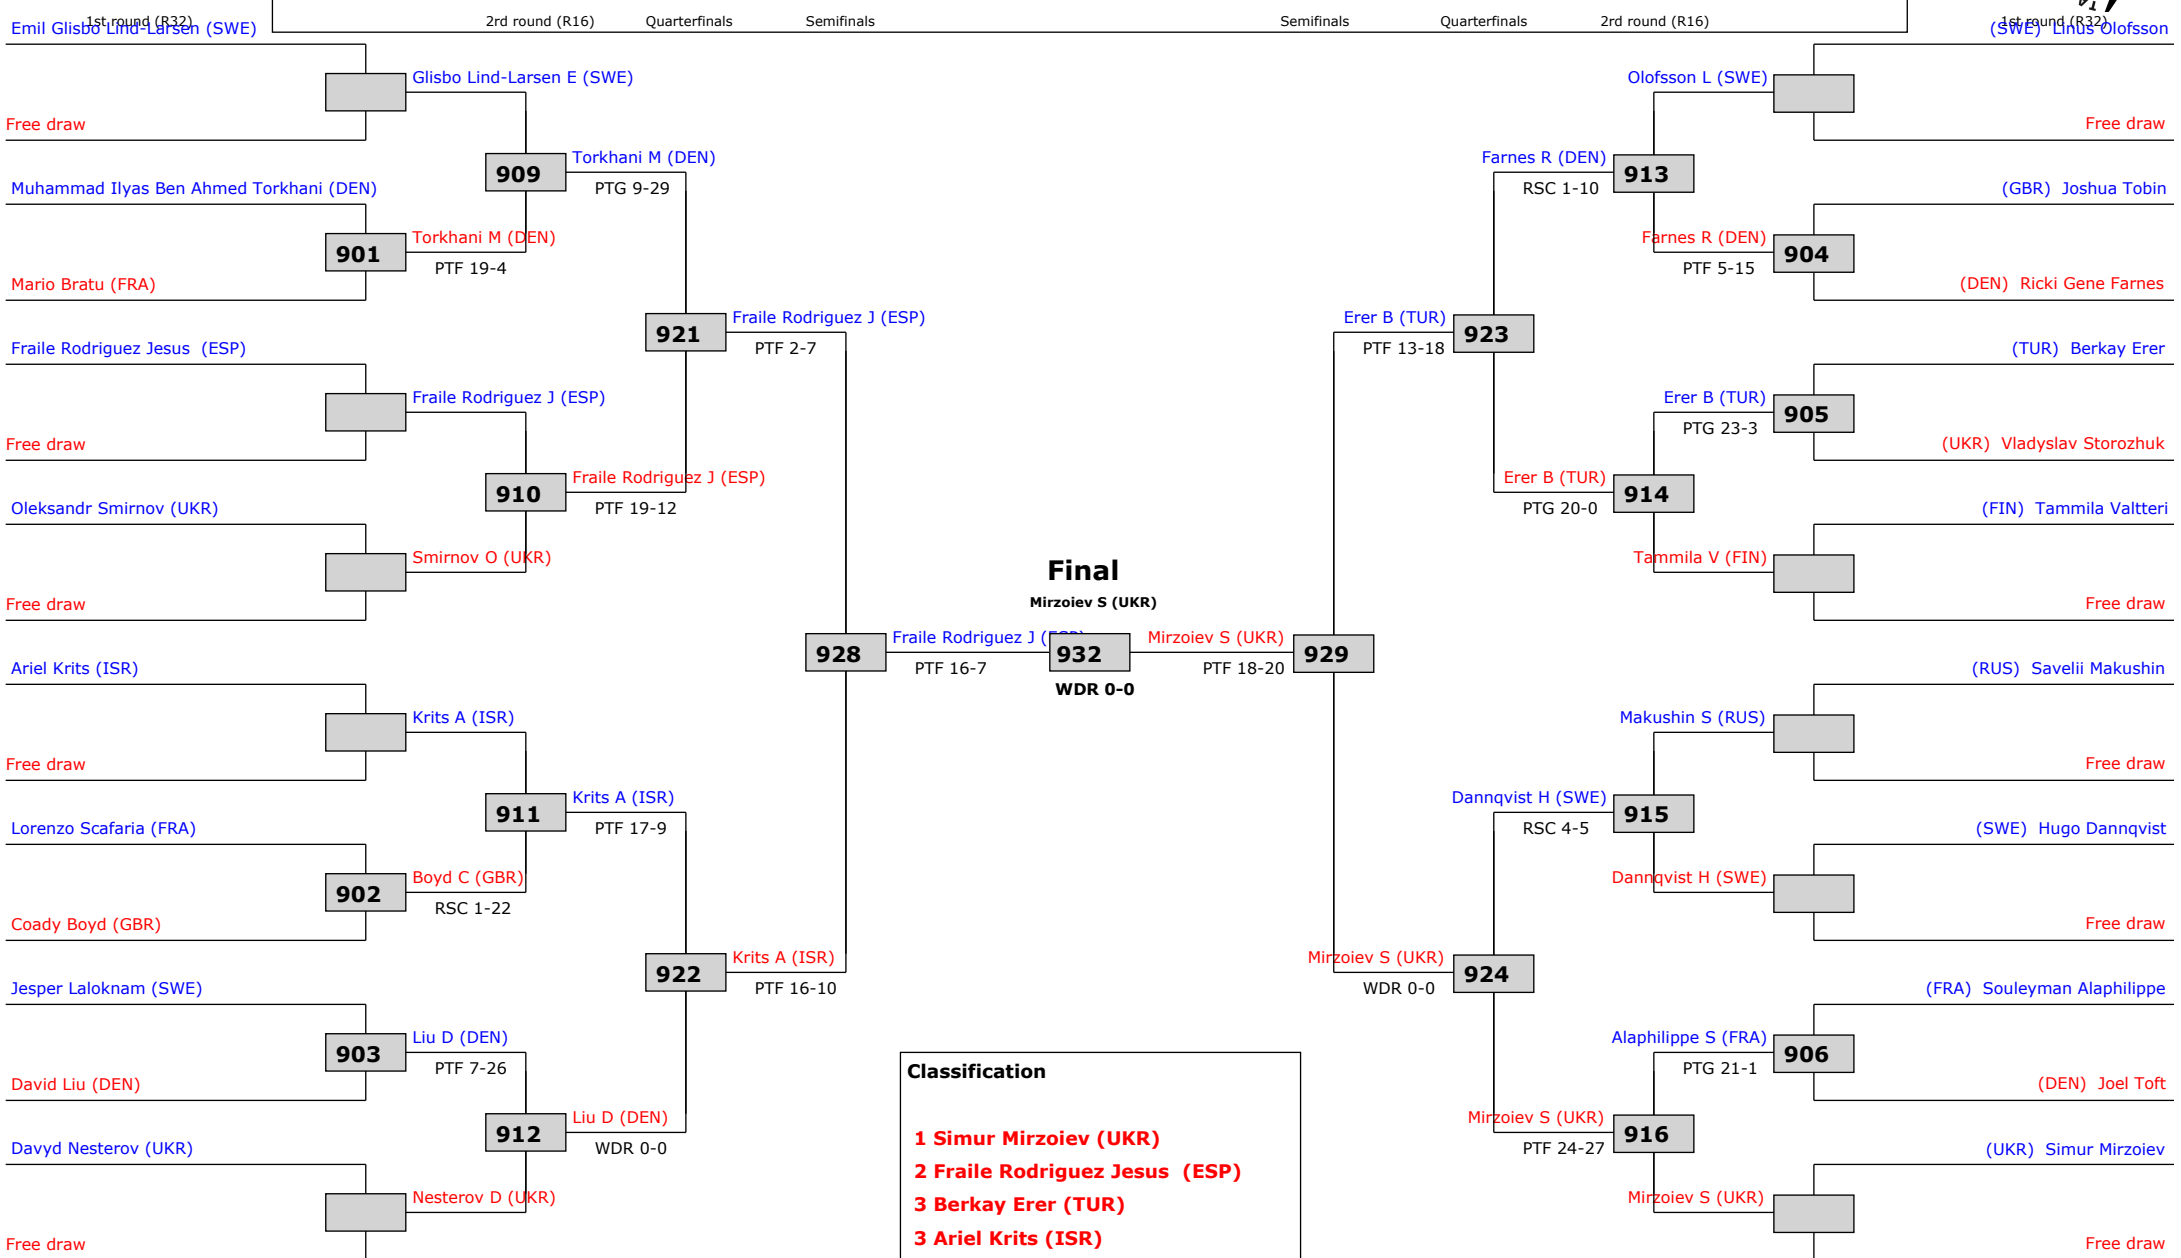 1st round (R32)
2rd round (R16)
Quarterfinals
Semifinals
Semifinals
Quarterfinals
2rd round (R16)
1st round (R32)
Emil Glisbo Lind-Larsen (SWE)
Glisbo Lind-Larsen E (SWE)
Free draw
909
Torkhani M (DEN)
PTG 9-29
Muhammad Ilyas Ben Ahmed Torkhani (DEN)
901
Torkhani M (DEN)
PTF 19-4
Mario Bratu (FRA)
921
Fraile Rodriguez J (ESP)
PTF 2-7
Fraile Rodriguez Jesus (ESP)
Fraile Rodriguez J (ESP)
Free draw
910
Fraile Rodriguez J (ESP)
PTF 19-12
Oleksandr Smirnov (UKR)
Smirnov O (UKR)
Free draw
928
Fraile Rodriguez J (ESP)
PTF 16-7
Ariel Krits (ISR)
Krits A (ISR)
Free draw
911
Krits A (ISR)
PTF 17-9
Lorenzo Scafaria (FRA)
902
Boyd C (GBR)
RSC 1-22
Coady Boyd (GBR)
922
Krits A (ISR)
PTF 16-10
Jesper Laloknam (SWE)
903
Liu D (DEN)
PTF 7-26
David Liu (DEN)
912
Liu D (DEN)
WDR 0-0
Davyd Nesterov (UKR)
Nesterov D (UKR)
Free draw
Final
Mirzoiev S (UKR)
932
WDR 0-0
(SWE) Linus Olofsson
Olofsson L (SWE)
Free draw
Farnes R (DEN)
913
RSC 1-10
(GBR) Joshua Tobin
Farnes R (DEN)
904
PTF 5-15
(DEN) Ricki Gene Farnes
Erer B (TUR)
923
PTF 13-18
(TUR) Berkay Erer
Erer B (TUR)
905
PTG 23-3
(UKR) Vladyslav Storozhuk
Erer B (TUR)
914
PTG 20-0
(FIN) Tammila Valtteri
Tammila V (FIN)
Free draw
Mirzoiev S (UKR)
929
PTF 18-20
(RUS) Savelii Makushin
Makushin S (RUS)
Free draw
Dannqvist H (SWE)
915
RSC 4-5
(SWE) Hugo Dannqvist
Dannqvist H (SWE)
Free draw
Mirzoiev S (UKR)
924
WDR 0-0
(FRA) Souleyman Alaphilippe
Alaphilippe S (FRA)
906
PTG 21-1
(DEN) Joel Toft
Mirzoiev S (UKR)
916
PTF 24-27
(UKR) Simur Mirzoiev
Mirzoiev S (UKR)
Free draw
Classification
1 Simur Mirzoiev (UKR)
2 Fraile Rodriguez Jesus (ESP)
3 Berkay Erer (TUR)
3 Ariel Krits (ISR)